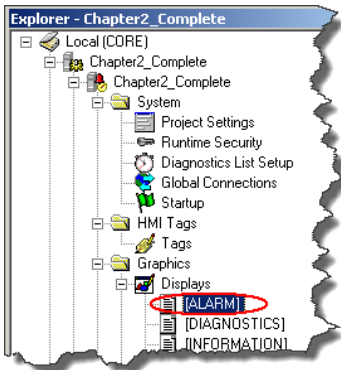 Explorer - Chapter2_Complete
Local (CORE)
Chapter2_Complete
Chapter2_Complete
System
Project Settings
Runtime Security
Diagnostics List Setup
Global Connections
Startup
HMI Tags
Tags
Graphics
Displays
[ALARM]
[DIAGNOSTICS]
[INFORMATION]